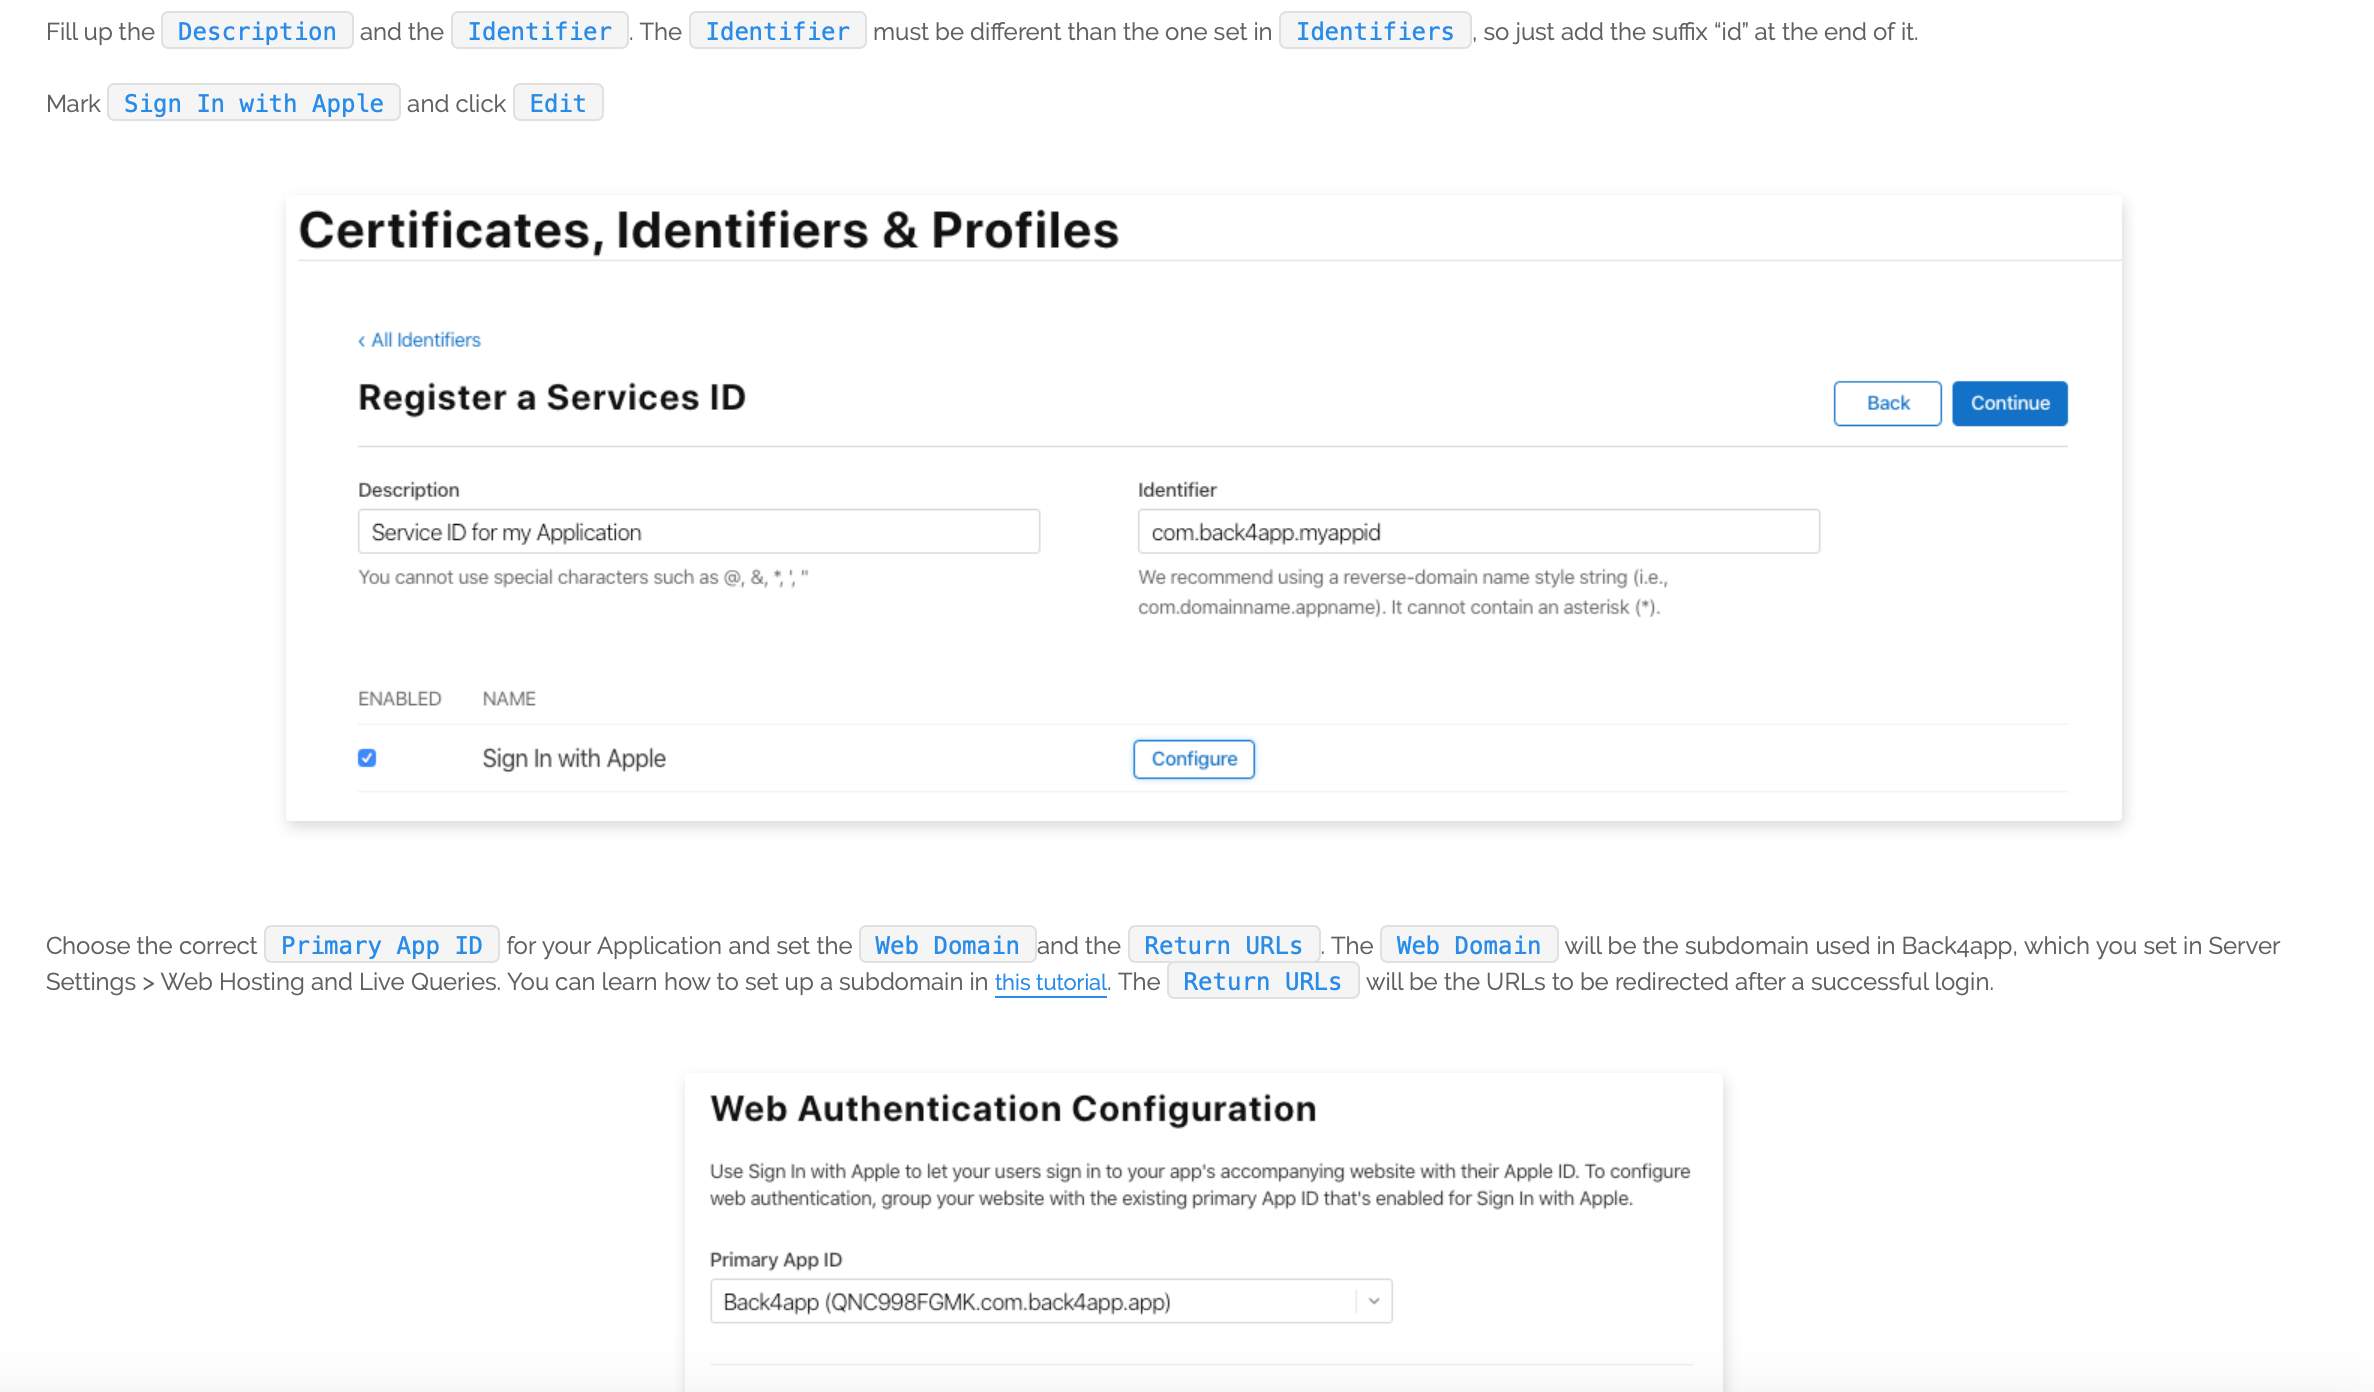 Fill up the Description and the Identifier. The Identifier must be different than the one set in Identifiers, so just add the suffix “id” at the end of it.
Mark Sign In with Apple and click Edit
Certificates, Identifiers & Profiles
‹ All Identifiers
Register a Services ID
Back Continue
Description Identifier
Service ID for my Application com.back4app.myappid
You cannot use special characters such as @, &, *, ', " We recommend using a reverse-domain name style string (i.e.,
com.domainname.appname). It cannot contain an asterisk (*).
ENABLED NAME
Sign In with Apple Configure
Choose the correct Primary App ID for your Application and set the Web Domain and the Return URLs. The Web Domain will be the subdomain used in Back4app, which you set in Server
Settings > Web Hosting and Live Queries. You can learn how to set up a subdomain in this tutorial. The Return URLs will be the URLs to be redirected after a successful login.
Web Authentication Configuration
Use Sign In with Apple to let your users sign in to your app's accompanying website with their Apple ID. To configure
web authentication, group your website with the existing primary App ID that's enabled for Sign In with Apple.
Primary App ID
Back4app (QNC998FGMK.com.back4app.app)